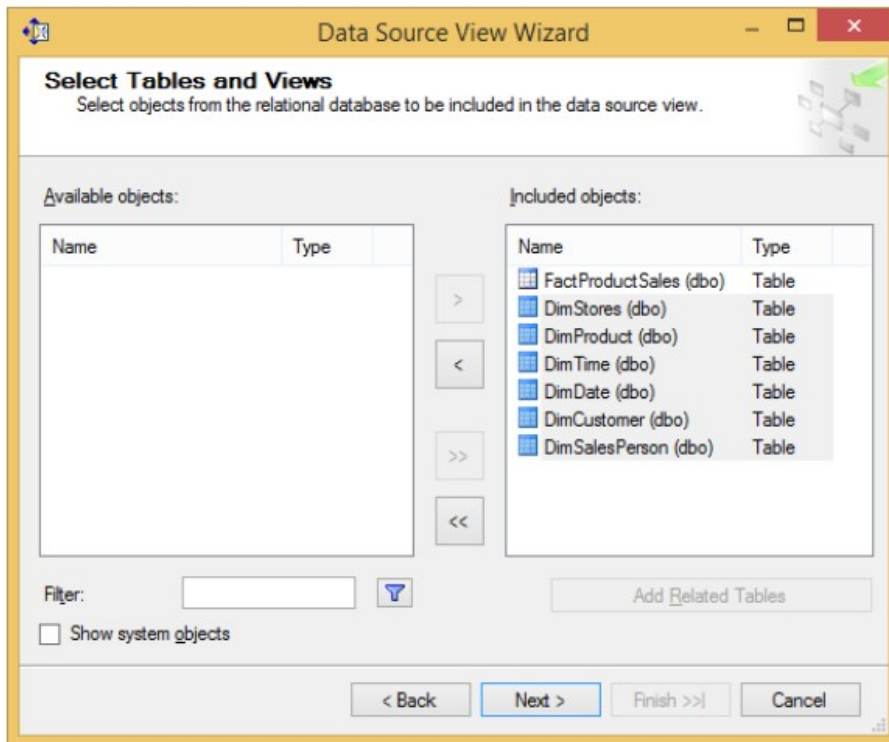 Data Source View Wizard
Select Tables and Views
Select objects from the relational database to be included in the data source view.
Available objects:
Included objects:
Name Type
Name Type
FactProductSales (dbo) Table
DimStores (dbo) Table
DimProduct (dbo) Table
DimTime (dbo) Table
DimDate (dbo) Table
DimCustomer (dbo) Table
DimSalesPerson (dbo) Table
>
<
>>
<<
Filter:
Add Related Tables
Show system objects
< Back Next > Finish >>| Cancel